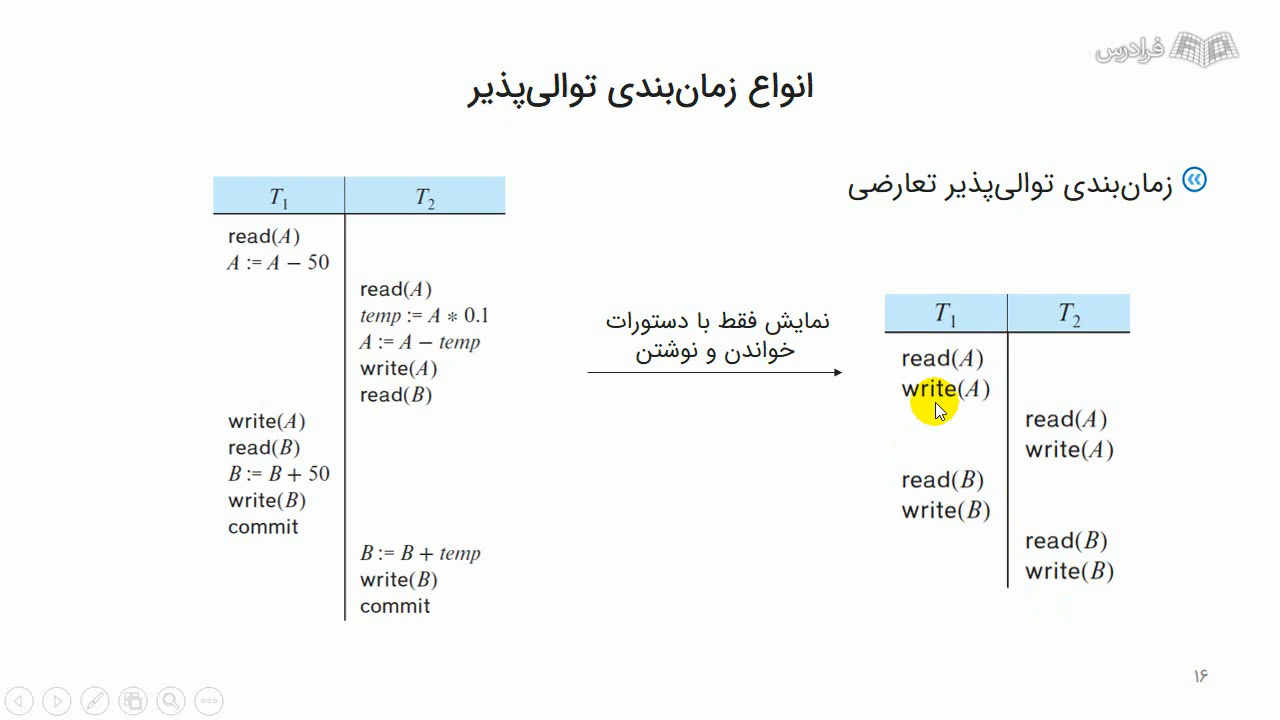 فرادرس
انواع زمان‌بندی توالی‌پذیر
زمان‌بندی توالی‌پذیر تعارضی
T1 T2
read(A)
A := A − 50
read(A)
temp := A ∗ 0.1
A := A − temp
write(A)
read(B)
write(A)
read(B)
B := B + 50
write(B)
commit
B := B + temp
write(B)
commit
نمایش فقط با دستورات
خواندن و نوشتن
T1 T2
read(A)
write(A)
read(A)
write(A)
read(B)
write(B)
read(B)
write(B)
۱۶